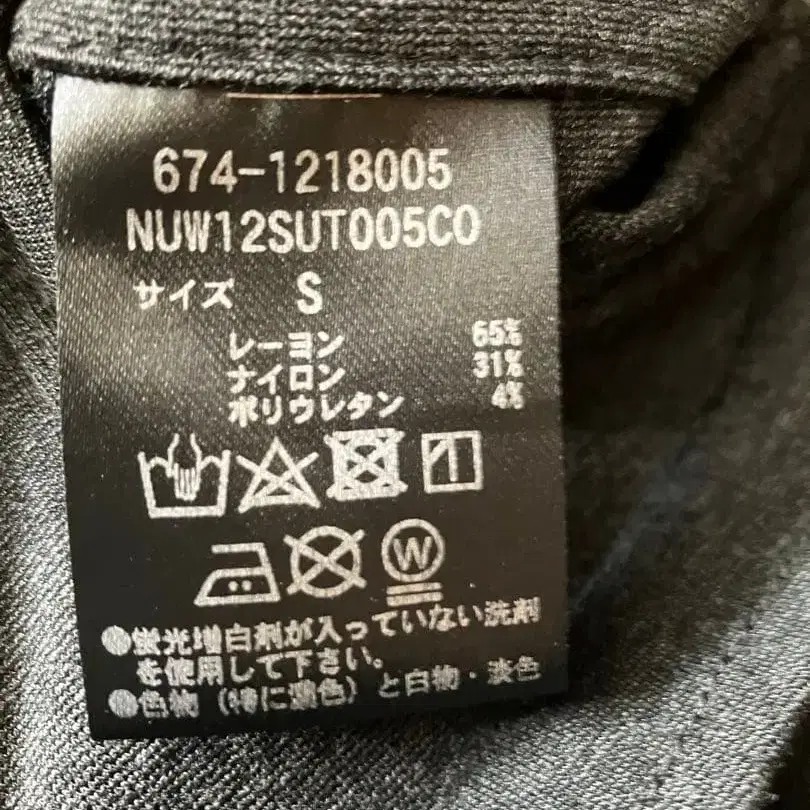 674-1218005
NUW12SUT005CO
サイズ S
レーヨン 65%
ナイロン 31%
ポリウレタン 4%
W
●蛍光増白剤が入っていない洗剤
を使用して下さい。
●色物（特に濃色）と白物・淡色